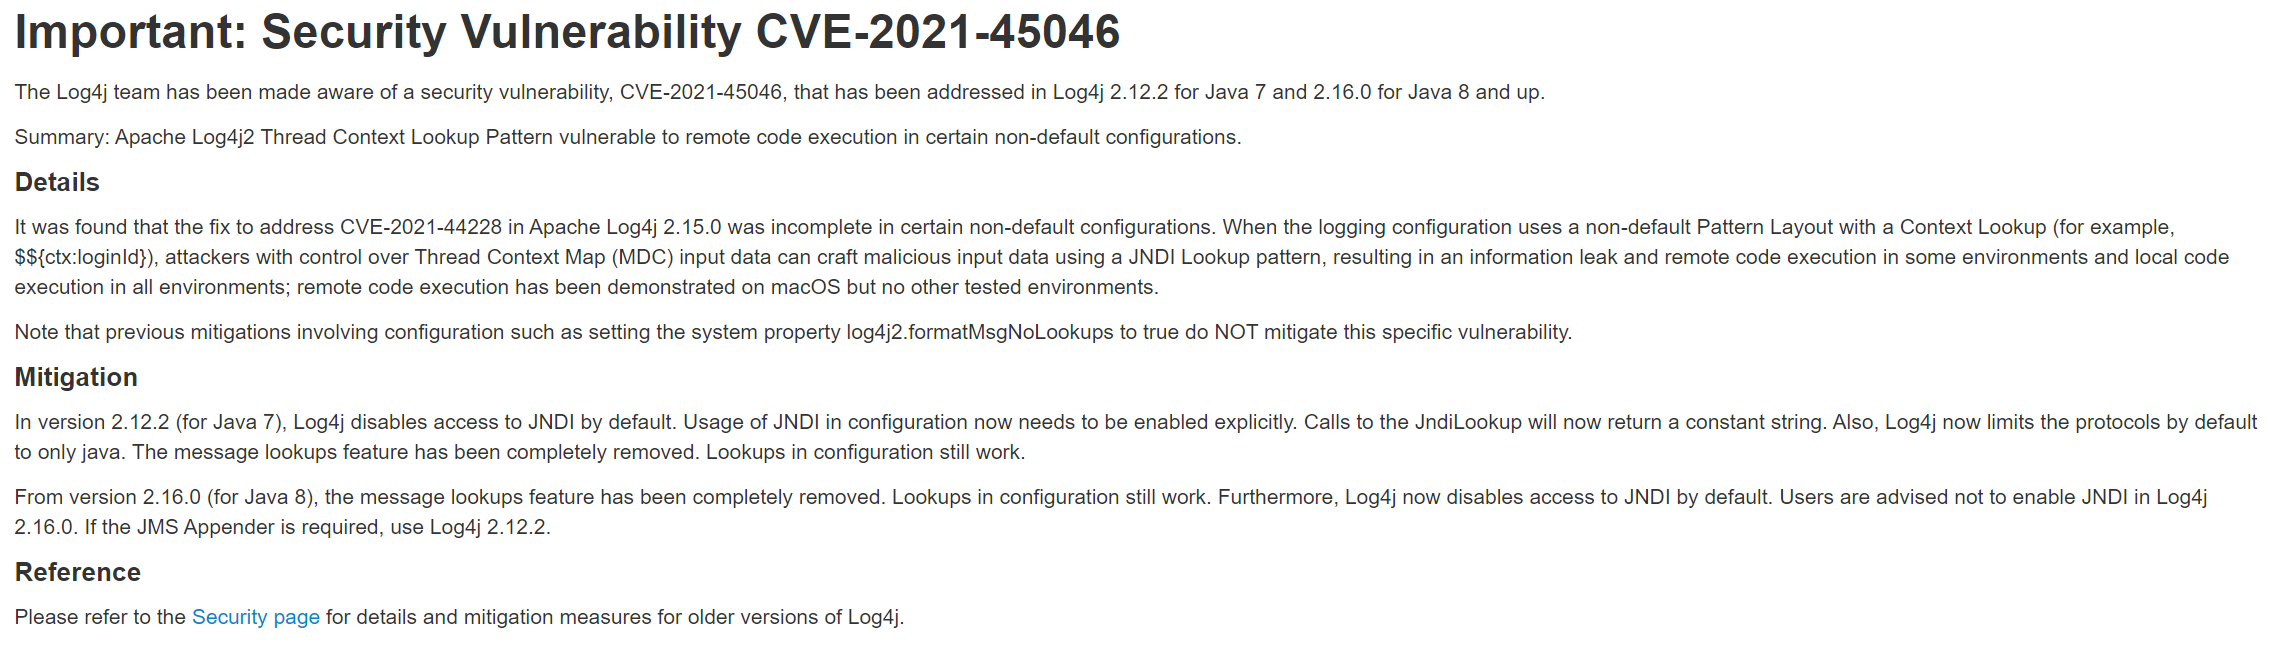 Important: Security Vulnerability CVE-2021-45046
The Log4j team has been made aware of a security vulnerability, CVE-2021-45046, that has been addressed in Log4j 2.12.2 for Java 7 and 2.16.0 for Java 8 and up.
Summary: Apache Log4j2 Thread Context Lookup Pattern vulnerable to remote code execution in certain non-default configurations.
Details
It was found that the fix to address CVE-2021-44228 in Apache Log4j 2.15.0 was incomplete in certain non-default configurations. When the logging configuration uses a non-default Pattern Layout with a Context Lookup (for example,
$${ctx:loginId}), attackers with control over Thread Context Map (MDC) input data can craft malicious input data using a JNDI Lookup pattern, resulting in an information leak and remote code execution in some environments and local code
execution in all environments; remote code execution has been demonstrated on macOS but no other tested environments.
Note that previous mitigations involving configuration such as setting the system property log4j2.formatMsgNoLookups to true do NOT mitigate this specific vulnerability.
Mitigation
In version 2.12.2 (for Java 7), Log4j disables access to JNDI by default. Usage of JNDI in configuration now needs to be enabled explicitly. Calls to the JndiLookup will now return a constant string. Also, Log4j now limits the protocols by default
to only java. The message lookups feature has been completely removed. Lookups in configuration still work.
From version 2.16.0 (for Java 8), the message lookups feature has been completely removed. Lookups in configuration still work. Furthermore, Log4j now disables access to JNDI by default. Users are advised not to enable JNDI in Log4j
2.16.0. If the JMS Appender is required, use Log4j 2.12.2.
Reference
Please refer to the Security page for details and mitigation measures for older versions of Log4j.